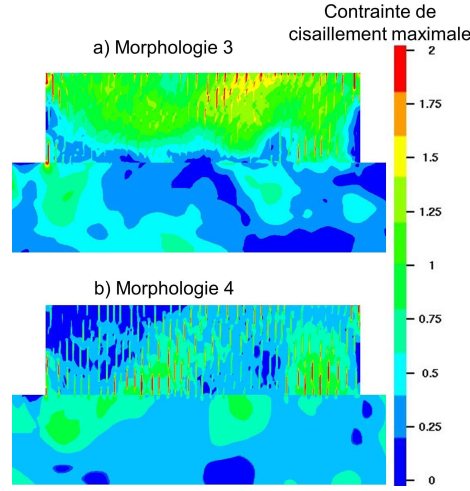 Contrainte de
cisaillement maximale
a) Morphologie 3
2
1.75
1.5
1.25
1
0.75
0.5
0.25
0
b) Morphologie 4